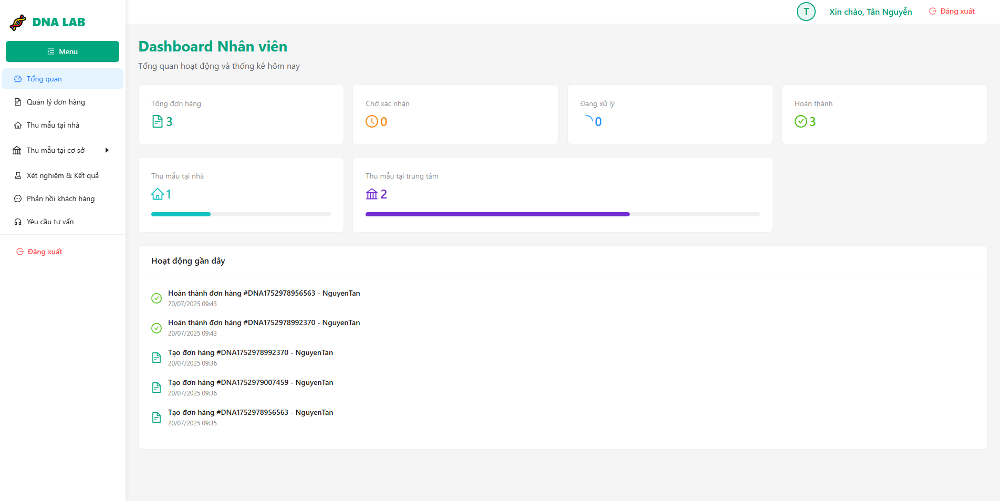 DNA LAB
Menu
Tổng quan
Quản lý đơn hàng
Thu mẫu tại nhà
Thu mẫu tại cơ sở
Xét nghiệm & Kết quả
Phản hồi khách hàng
Yêu cầu tư vấn
Đăng xuất
T
Xin chào, Tân Nguyễn
Đăng xuất
Dashboard Nhân viên
Tổng quan hoạt động và thống kê hôm nay
Tổng đơn hàng
3
Chờ xác nhận
0
Đang xử lý
0
Hoàn thành
3
Thu mẫu tại nhà
1
Thu mẫu tại trung tâm
2
Hoạt động gần đây
Hoàn thành đơn hàng #DNA1752978956563 - NguyenTan
20/07/2025 09:43
Hoàn thành đơn hàng #DNA1752978992370 - NguyenTan
20/07/2025 09:43
Tạo đơn hàng #DNA1752978992370 - NguyenTan
20/07/2025 09:36
Tạo đơn hàng #DNA1752979007459 - NguyenTan
20/07/2025 09:36
Tạo đơn hàng #DNA1752978956563 - NguyenTan
20/07/2025 09:35